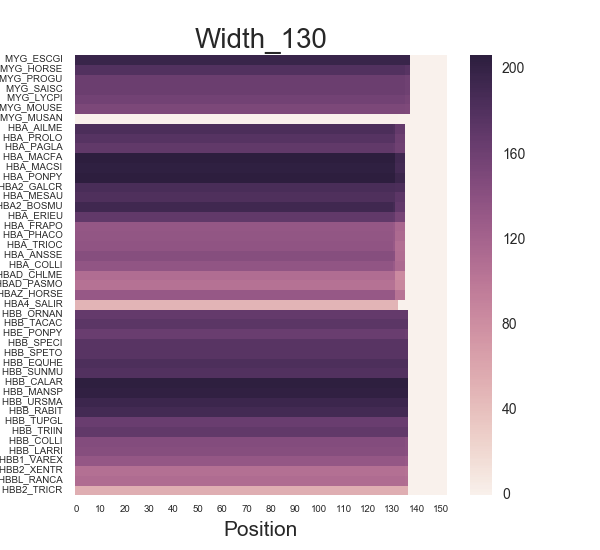 Width_130
MYG_ESCGI
MYG_HORSE
MYG_PROGU
MYG_SAISC
MYG_LYCPI
MYG_MOUSE
MYG_MUSAN
HBA_AILME
HBA_PROLO
HBA_PAGLA
HBA_MACFA
HBA_MACSI
HBA_PONPY
HBA2_GALCR
HBA_MESAU
HBA2_BOSMU
HBA_ERIEU
HBA_FRAPO
HBA_PHACO
HBA_TRIOC
HBA_ANSSE
HBA_COLLI
HBAD_CHLME
HBAD_PASMO
HBAZ_HORSE
HBA4_SALIR
HBB_ORNAN
HBB_TACAC
HBE_PONPY
HBB_SPECI
HBB_SPETO
HBB_EQUHE
HBB_SUNMU
HBB_CALAR
HBB_MANSP
HBB_URSMA
HBB_RABIT
HBB_TUPGL
HBB_TRIIN
HBB_COLLI
HBB_LARRI
HBB1_VAREX
HBB2_XENTR
HBBL_RANCA
HBB2_TRICR
0 10 20 30 40 50 60 70 80 90 100 110 120 130 140 150
Position
200
160
120
80
40
0